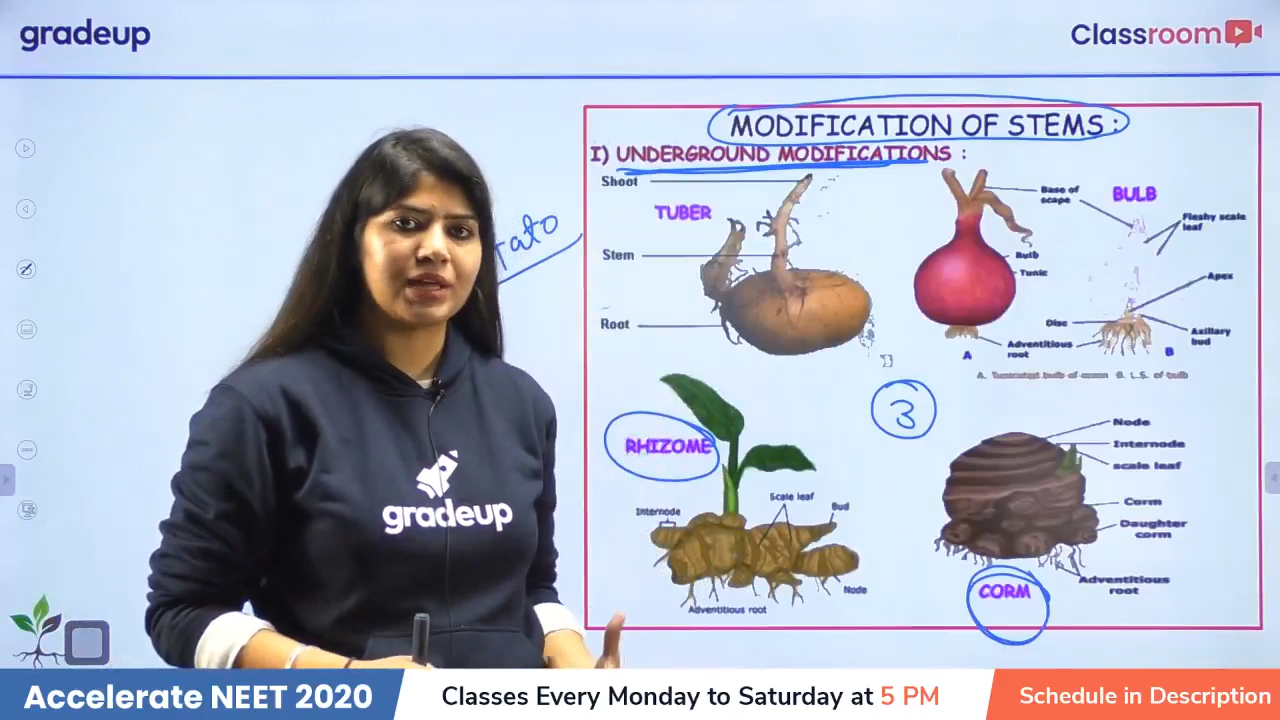 gradeup
Classroom
MODIFICATION OF STEMS :
I) UNDERGROUND MODIFICATIONS :
Shoot
TUBER
Stem
Root
Base of
scape
BULB
Fleshy scale
leaf
Bulb
Tunic
Apex
Disc
Axillary
bud
Adventitious
root
A
B
3
RHIZOME
Internode
Scale leaf
Bud
Node
Adventitious root
Node
Internode
scale leaf
Corm
Daughter
corm
Adventitious
root
CORM
gradeup
Accelerate NEET 2020
Classes Every Monday to Saturday at 5 PM
Schedule in Description